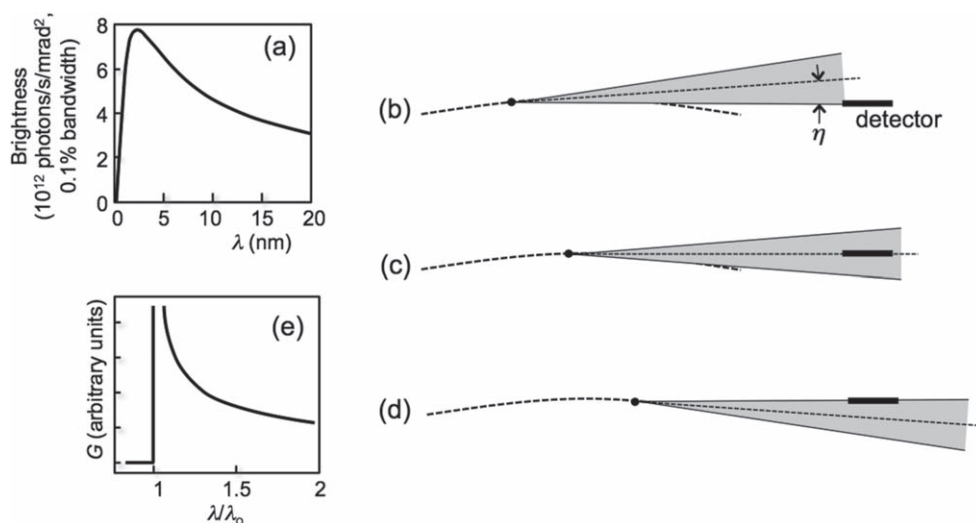 (a)
Brightness
(10¹² photons/s/mrad²,
0.1% bandwidth)
8
6
4
2
0
0 5 10 15 20
λ (nm)
(b)
η
detector
(c)
(d)
(e)
G (arbitrary units)
1 1.5 2
λ/λₒ